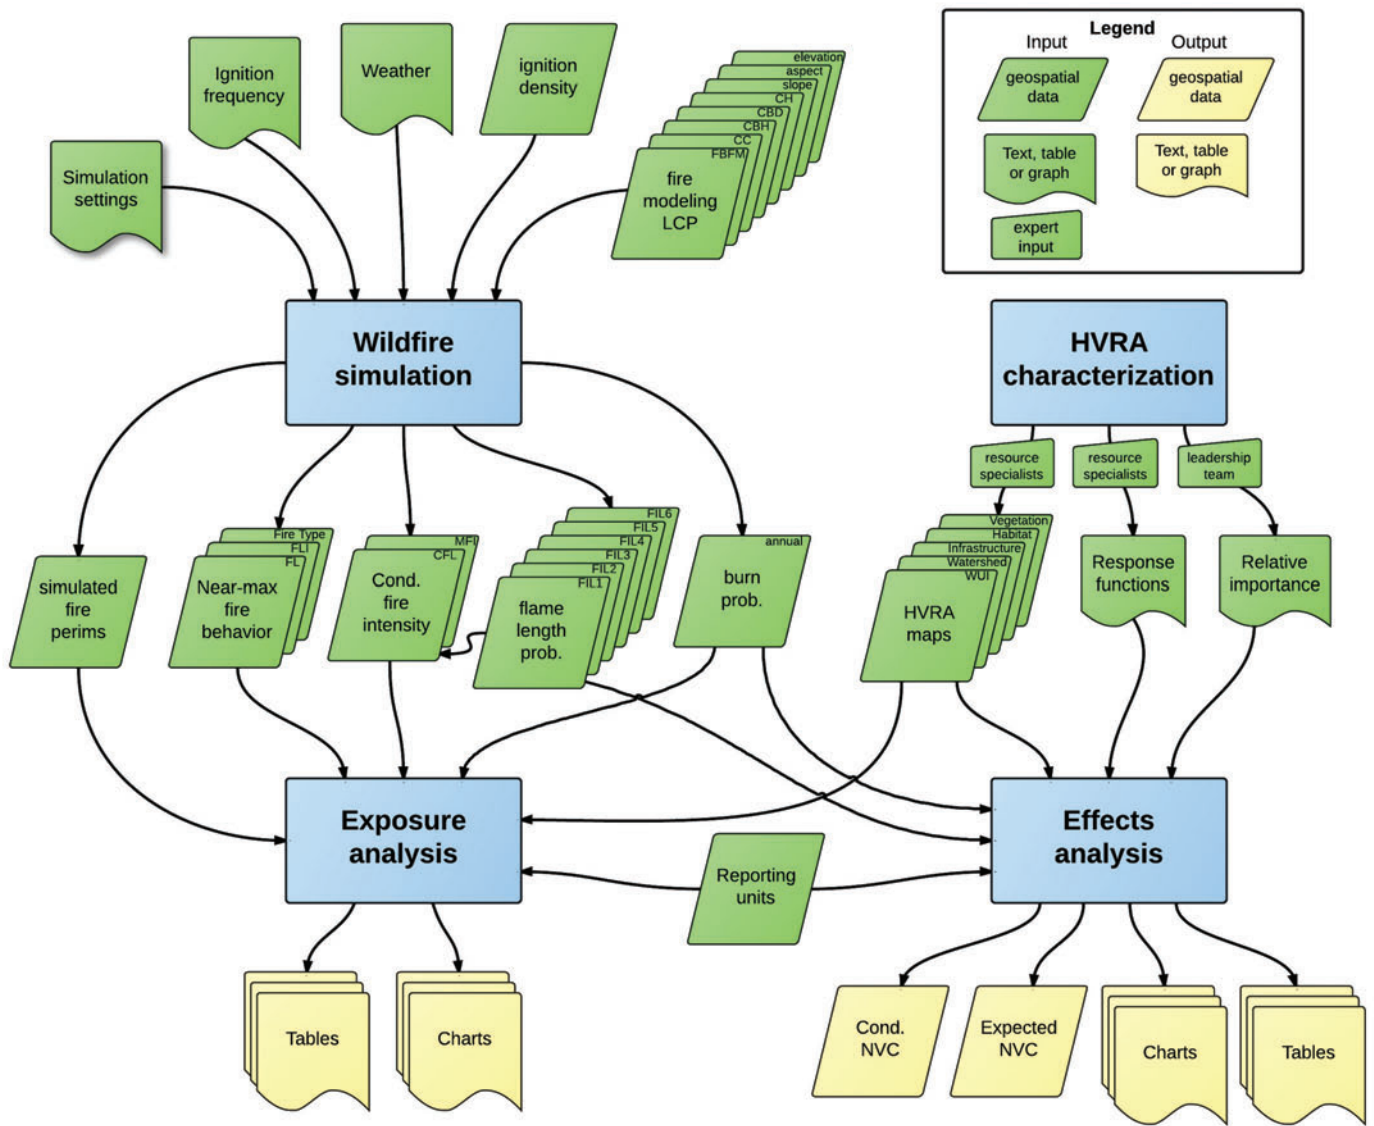 Legend
Input
Output
geospatial
data
geospatial
data
Text, table
or graph
Text, table
or graph
expert
input
Simulation
settings
Ignition
frequency
Weather
ignition
density
elevation
aspect
slope
CH
CBD
CBH
CC
FBFM
fire
modeling
LCP
Wildfire
simulation
HVRA
characterization
resource
specialists
resource
specialists
leadership
team
simulated
fire
perims
Fire Type
FLI
FL
Near-max
fire
behavior
MFI
CFL
Cond.
fire
intensity
FIL6
FIL5
FIL4
FIL3
FIL2
FIL1
flame
length
prob.
annual
burn
prob.
Vegetation
Habitat
Infrastructure
Watershed
WUI
HVRA
maps
Response
functions
Relative
importance
Exposure
analysis
Reporting
units
Effects
analysis
Tables
Charts
Cond.
NVC
Expected
NVC
Charts
Tables